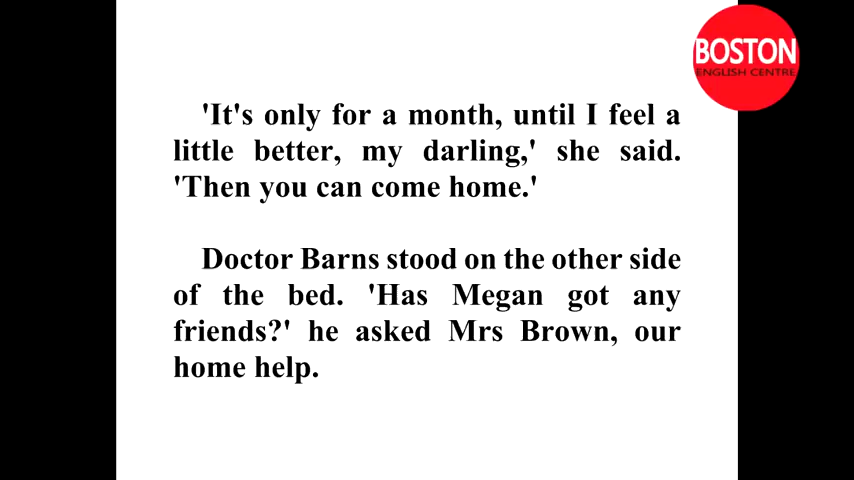 BOSTON
ENGLISH CENTRE
'It's only for a month, until I feel a
little better, my darling,' she said.
'Then you can come home.'
Doctor Barns stood on the other side
of the bed. 'Has Megan got any
friends?' he asked Mrs Brown, our
home help.